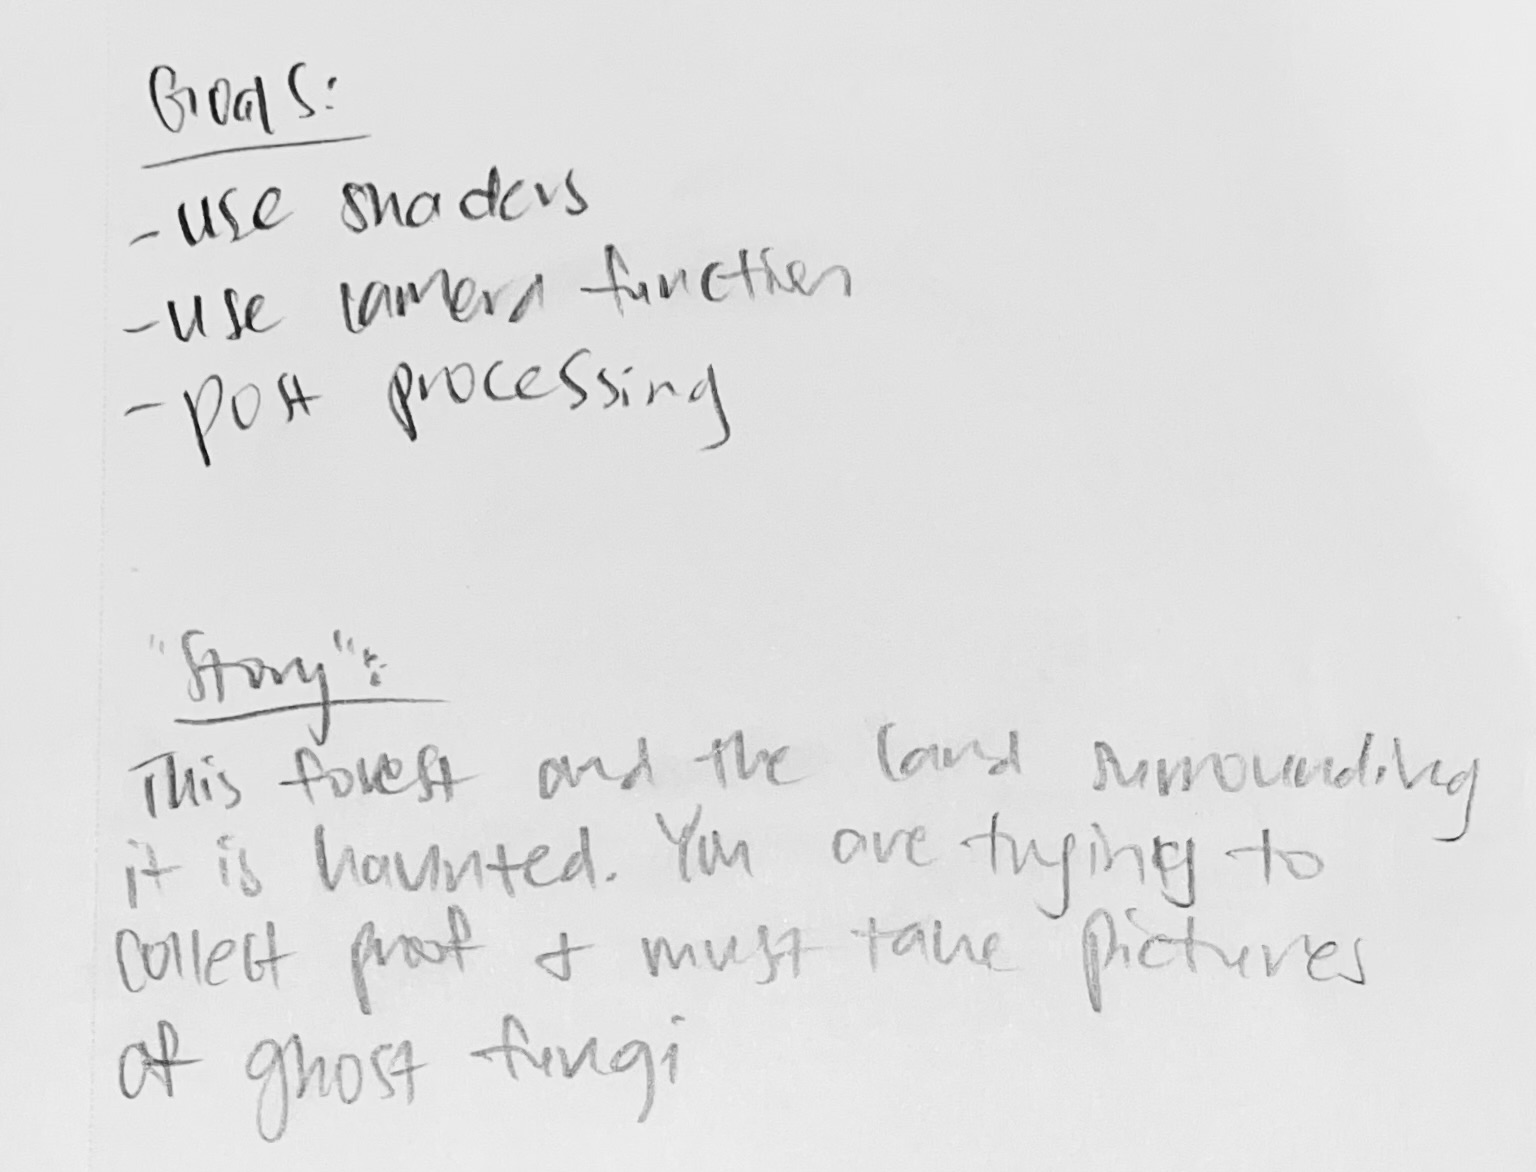 Goals:
- use shaders
- use camera function
- post processing
"Story":
This forest and the land surrounding
it is haunted. You are trying to
collect proof & must take pictures
of ghost fungi